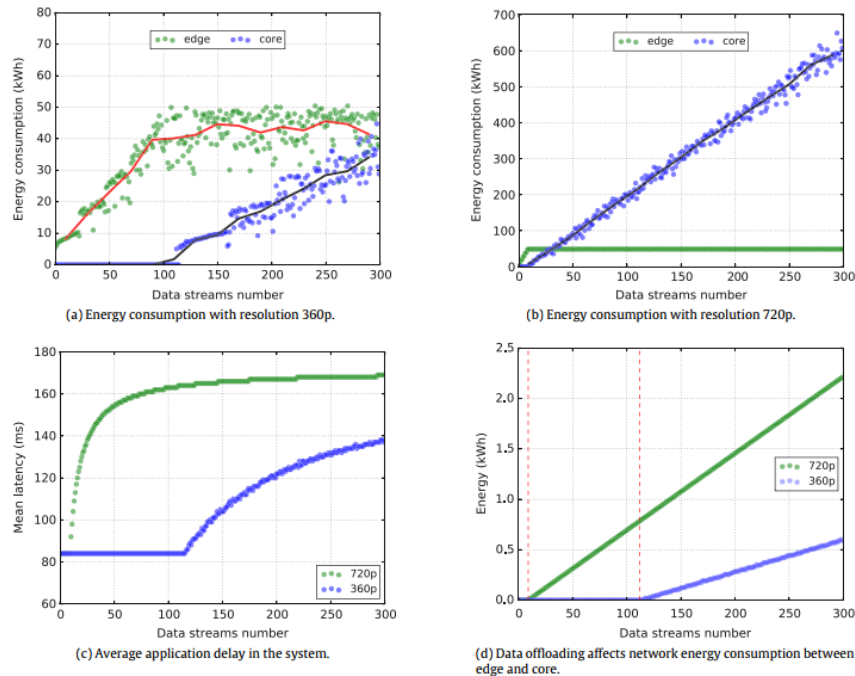 80
70
60
50
40
30
20
10
0
Energy consumption (kWh)
edge core
0 50 100 150 200 250 300
Data streams number
(a) Energy consumption with resolution 360p.
700
600
500
400
300
200
100
0
Energy consumption (kWh)
edge core
0 50 100 150 200 250 300
Data streams number
(b) Energy consumption with resolution 720p.
180
160
140
120
100
80
60
Mean latency (ms)
720p
360p
0 50 100 150 200 250 300
Data streams number
(c) Average application delay in the system.
2.5
2.0
1.5
1.0
0.5
0.0
Energy (kWh)
720p
360p
0 50 100 150 200 250 300
Data streams number
(d) Data offloading affects network energy consumption between
edge and core.